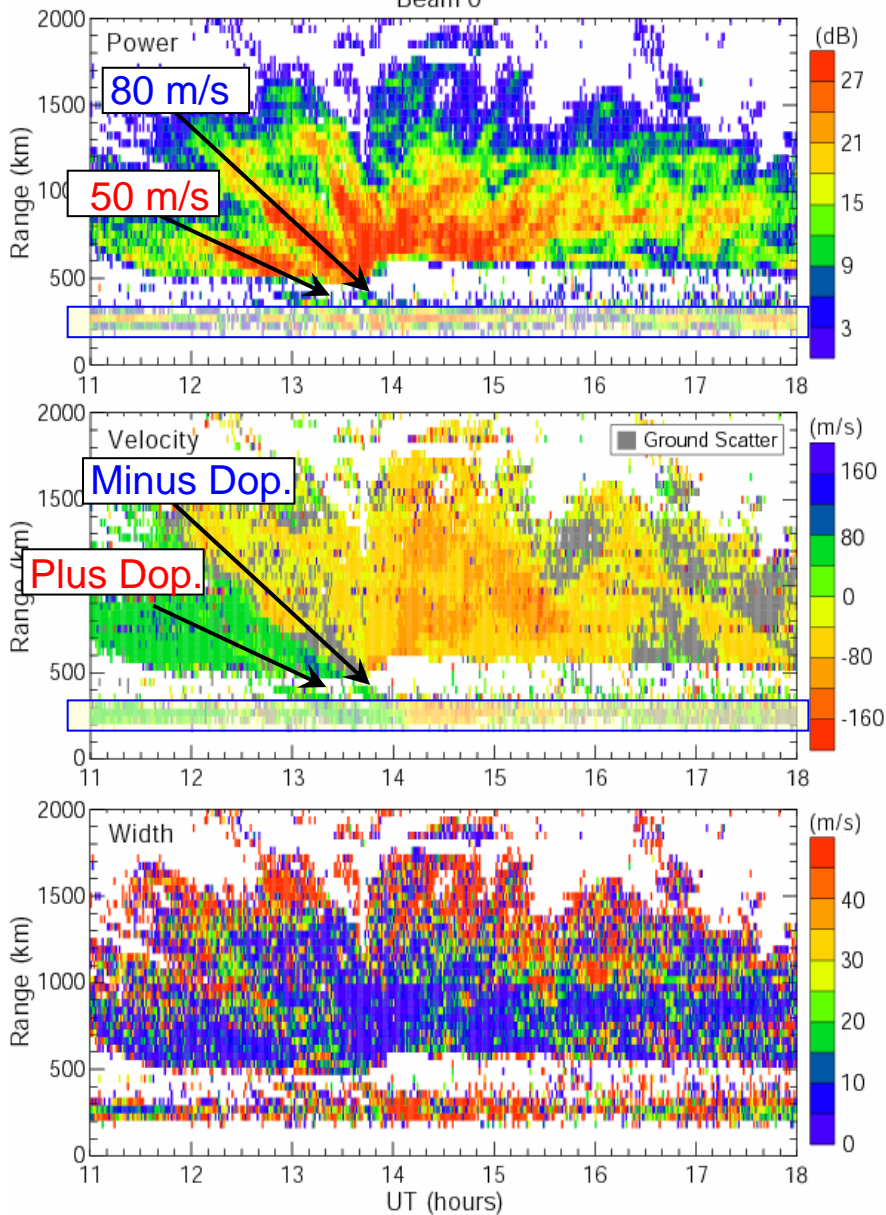 Beam 0
2000
Power
(dB)
80 m/s
27
1500
21
Range (km)
1000
50 m/s
15
500
9
3
0
11 12 13 14 15 16 17 18
2000
Velocity
Ground Scatter
(m/s)
160
1500
Minus Dop.
80
Range (km)
1000
Plus Dop.
0
500
-80
-160
0
11 12 13 14 15 16 17 18
2000
Width
(m/s)
1500
40
Range (km)
1000
30
20
500
10
0
0
11 12 13 14 15 16 17 18
UT (hours)